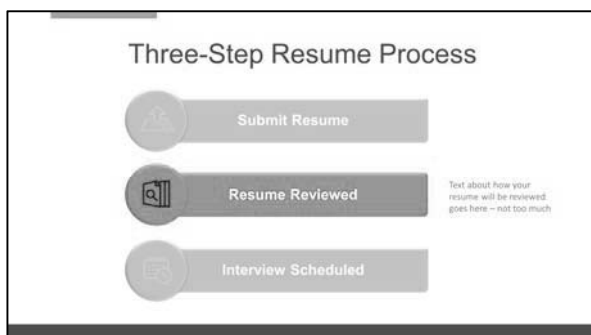 Three-Step Resume Process
Submit Resume
Resume Reviewed
Text about how your
resume will be reviewed
goes here – not too much
Interview Scheduled